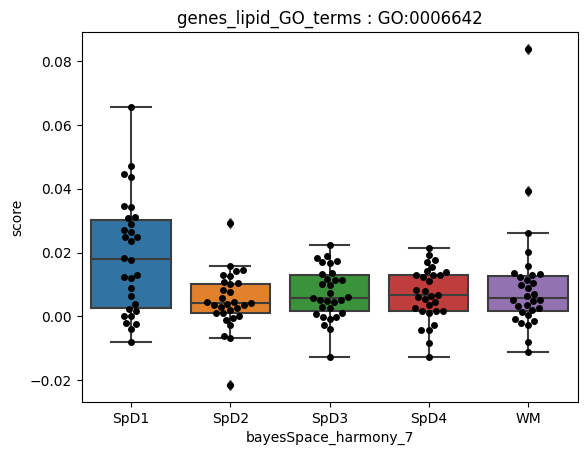 genes_lipid_GO_terms : GO:0006642
0.08
0.06
0.04
0.02
0.00
−0.02
score
SpD1 SpD2 SpD3 SpD4 WM
bayesSpace_harmony_7